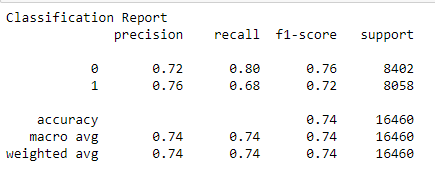 Classification Report
precision recall f1-score support
0 0.72 0.80 0.76 8402
1 0.76 0.68 0.72 8058
accuracy 0.74 16460
macro avg 0.74 0.74 0.74 16460
weighted avg 0.74 0.74 0.74 16460